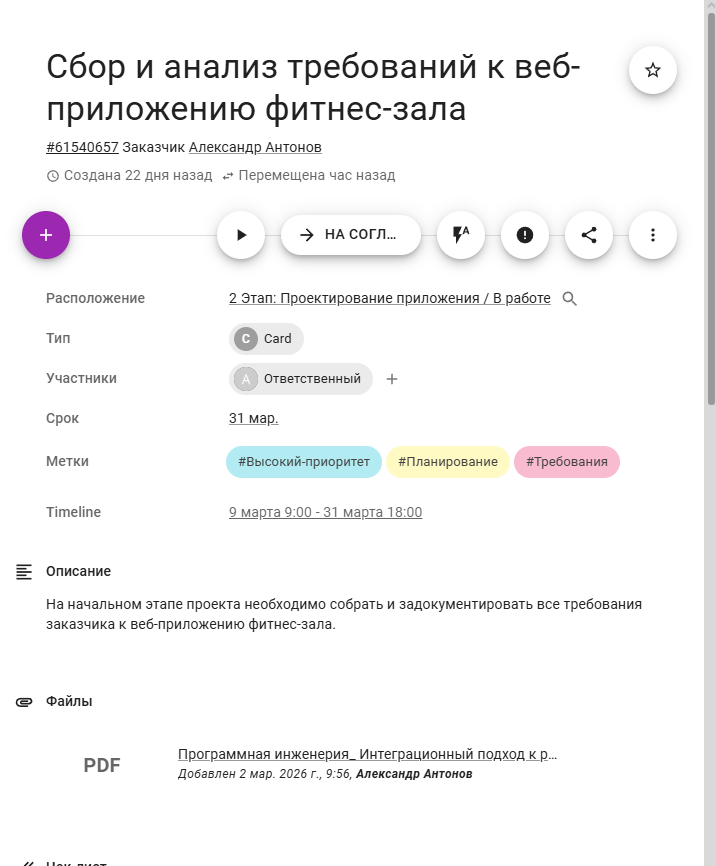 Сбор и анализ требований к веб-
приложению фитнес-зала
#61540657 Заказчик Александр Антонов
Создана 22 дня назад Перемещена час назад
НА СОГЛ...
Расположение 2 Этап: Проектирование приложения / В работе
Тип C Card
Участники A Ответственный
Срок 31 мар.
Метки #Высокий-приоритет #Планирование #Требования
Timeline 9 марта 9:00 - 31 марта 18:00
Описание
На начальном этапе проекта необходимо собрать и задокументировать все требования
заказчика к веб-приложению фитнес-зала.
Файлы
PDF Программная инженерия_ Интеграционный подход к р...
Добавлен 2 мар. 2026 г., 9:56, Александр Антонов